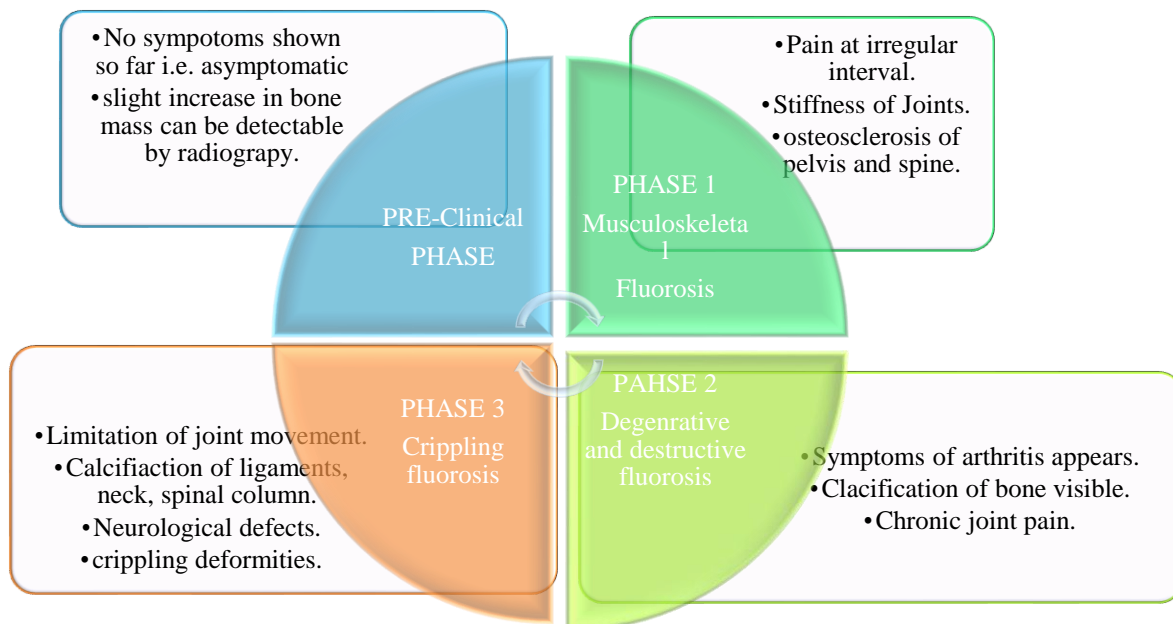 •No sympotoms shown
so far i.e. asymptomatic
•slight increase in bone
mass can be detectable
by radiograpy.
PRE-Clinical
PHASE
•Pain at irregular
interval.
•Stiffness of Joints.
•osteosclerosis of
pelvis and spine.
PHASE 1
Musculoskeleta
l
Fluorosis
PHASE 3
Crippling
fluorosis
•Limitation of joint movement.
•Calcifiaction of ligaments,
neck, spinal column.
•Neurological defects.
•crippling deformities.
PAHSE 2
Degenrative
and destructive
fluorosis
•Symptoms of arthritis appears.
•Clacification of bone visible.
•Chronic joint pain.